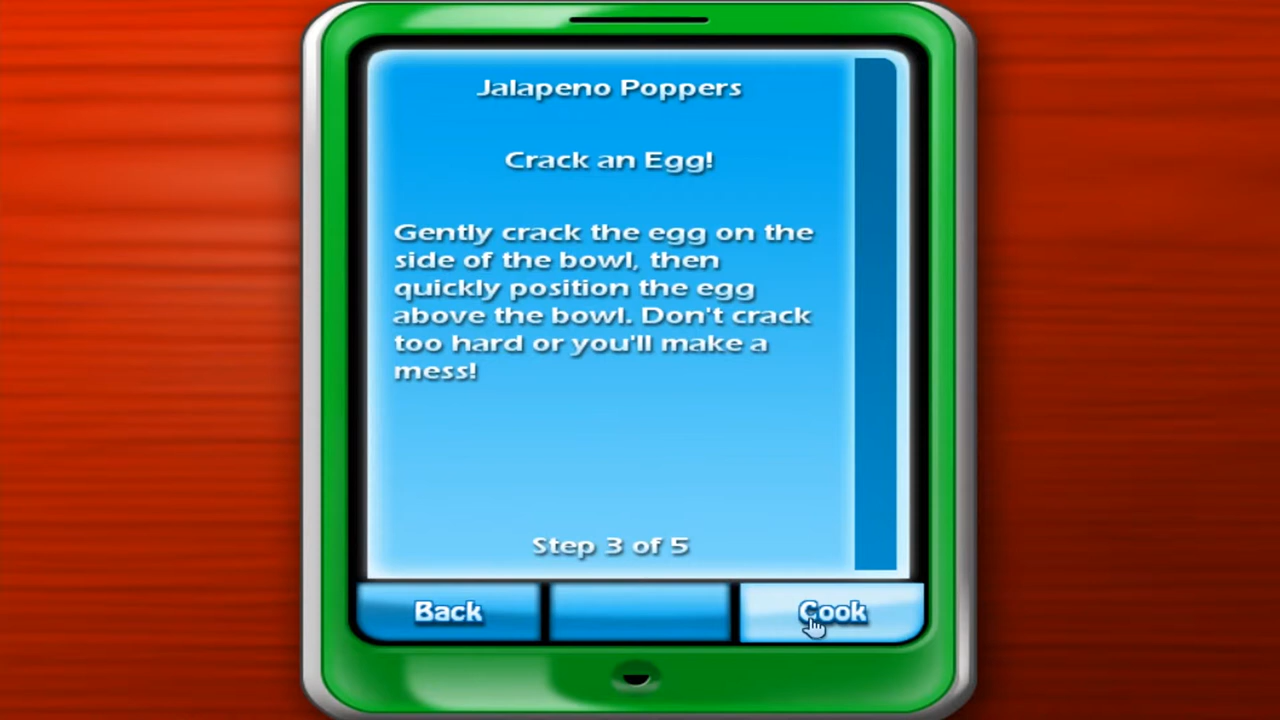 Jalapeno Poppers
Crack an Egg!
Gently crack the egg on the
side of the bowl, then
quickly position the egg
above the bowl. Don't crack
too hard or you'll make a
mess!
Step 3 of 5
Back
Cook